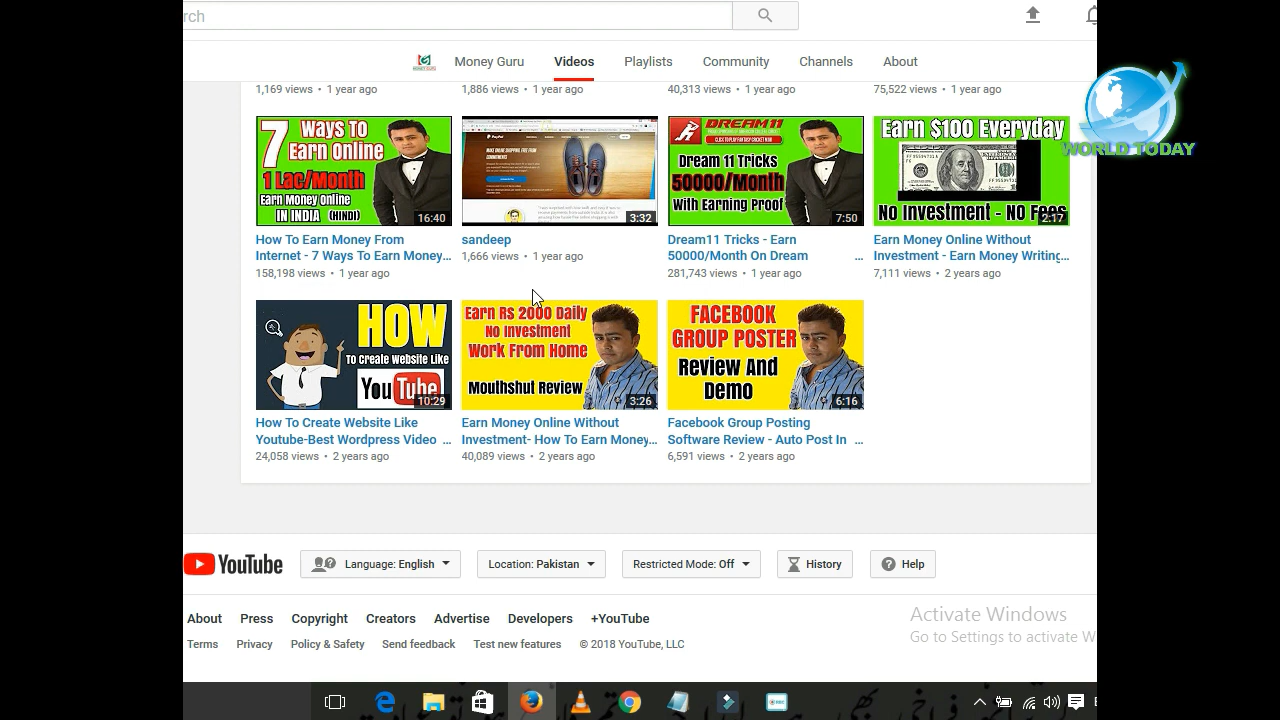 rch
Money Guru
Videos
Playlists
Community
Channels
About
1,169 views • 1 year ago
1,886 views • 1 year ago
40,313 views • 1 year ago
75,522 views • 1 year ago
WORLD TODAY
7 Ways To
Earn Online
1 Lac/Month
Earn Money Online
IN INDIA (HINDI)
16:40
PayPal
3:32
DREAM11
Dream 11 Tricks
50000/Month
With Earning Proof
7:50
Earn $100 Everyday
No Investment - No Fees
2:17
How To Earn Money From
Internet - 7 Ways To Earn Money...
158,198 views • 1 year ago
sandeep
1,666 views • 1 year ago
Dream11 Tricks - Earn
50000/Month On Dream ...
281,743 views • 1 year ago
Earn Money Online Without
Investment - Earn Money Writing...
7,111 views • 2 years ago
HOW
To Create Website Like
YouTube
10:29
Earn Rs 2000 Daily
No Investment
Work From Home
Mouthshut Review
3:26
FACEBOOK
GROUP POSTER
Review And
Demo
6:16
How To Create Website Like
Youtube-Best Wordpress Video ...
24,058 views • 2 years ago
Earn Money Online Without
Investment- How To Earn Money...
40,089 views • 2 years ago
Facebook Group Posting
Software Review - Auto Post In ...
6,591 views • 2 years ago
YouTube
Language: English
Location: Pakistan
Restricted Mode: Off
History
Help
About Press Copyright Creators Advertise Developers +YouTube
Terms Privacy Policy & Safety Send feedback Test new features © 2018 YouTube, LLC
Activate Windows
Go to Settings to activate W